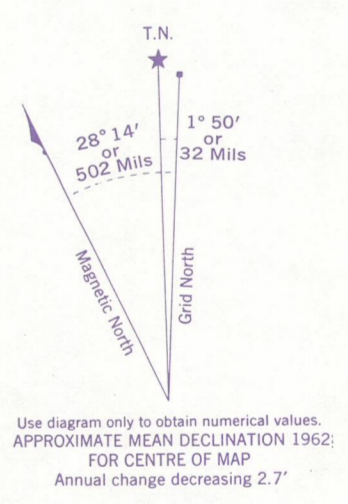 T.N.
28° 14′
or
502 Mils
1° 50′
or
32 Mils
Magnetic North
Grid North
Use diagram only to obtain numerical values.
APPROXIMATE MEAN DECLINATION 1962;
FOR CENTRE OF MAP
Annual change decreasing 2.7′